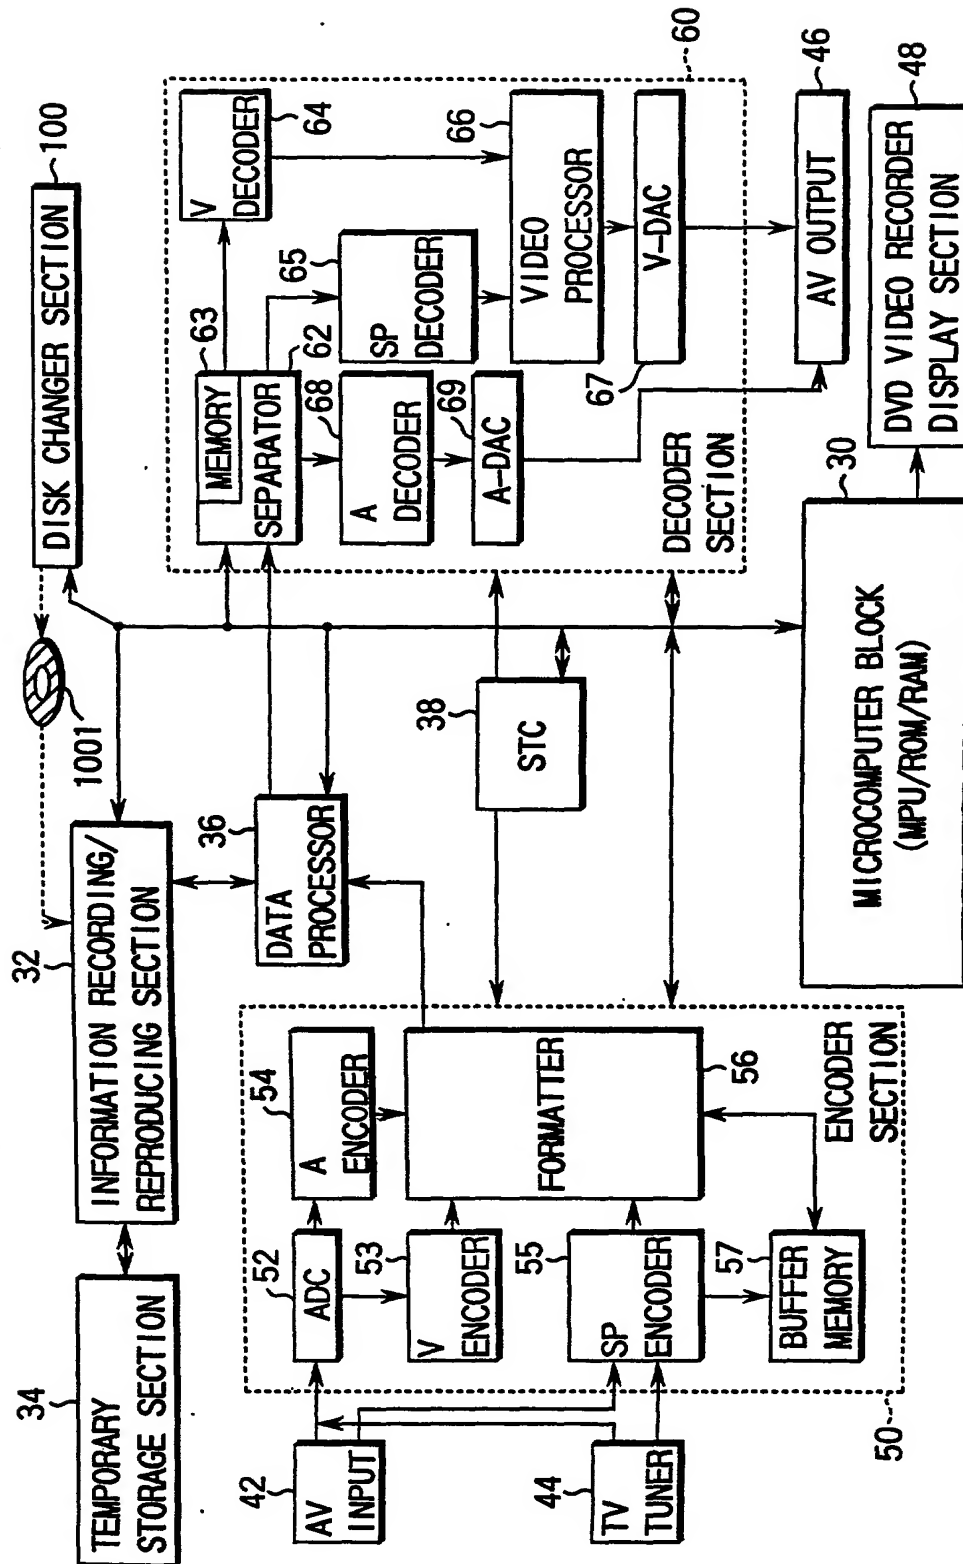 34
TEMPORARY
STORAGE SECTION
32
INFORMATION RECORDING/
REPRODUCING SECTION
1001
DISK CHANGER SECTION
100
36
DATA
PROCESSOR
42
AV
INPUT
44
TV
TUNER
52
ADC
54
A
ENCODER
53
V
ENCODER
55
SP
ENCODER
57
BUFFER
MEMORY
FORMATTER
56
ENCODER
SECTION
50
38
STC
63
MEMORY
SEPARATOR
62
V
DECODER
64
65
SP
DECODER
68
A
DECODER
69
A-DAC
VIDEO
PROCESSOR
66
67
V-DAC
DECODER
SECTION
60
AV OUTPUT
46
30
MICROCOMPUTER BLOCK
(MPU/ROM/RAM)
DVD VIDEO RECORDER
DISPLAY SECTION
48